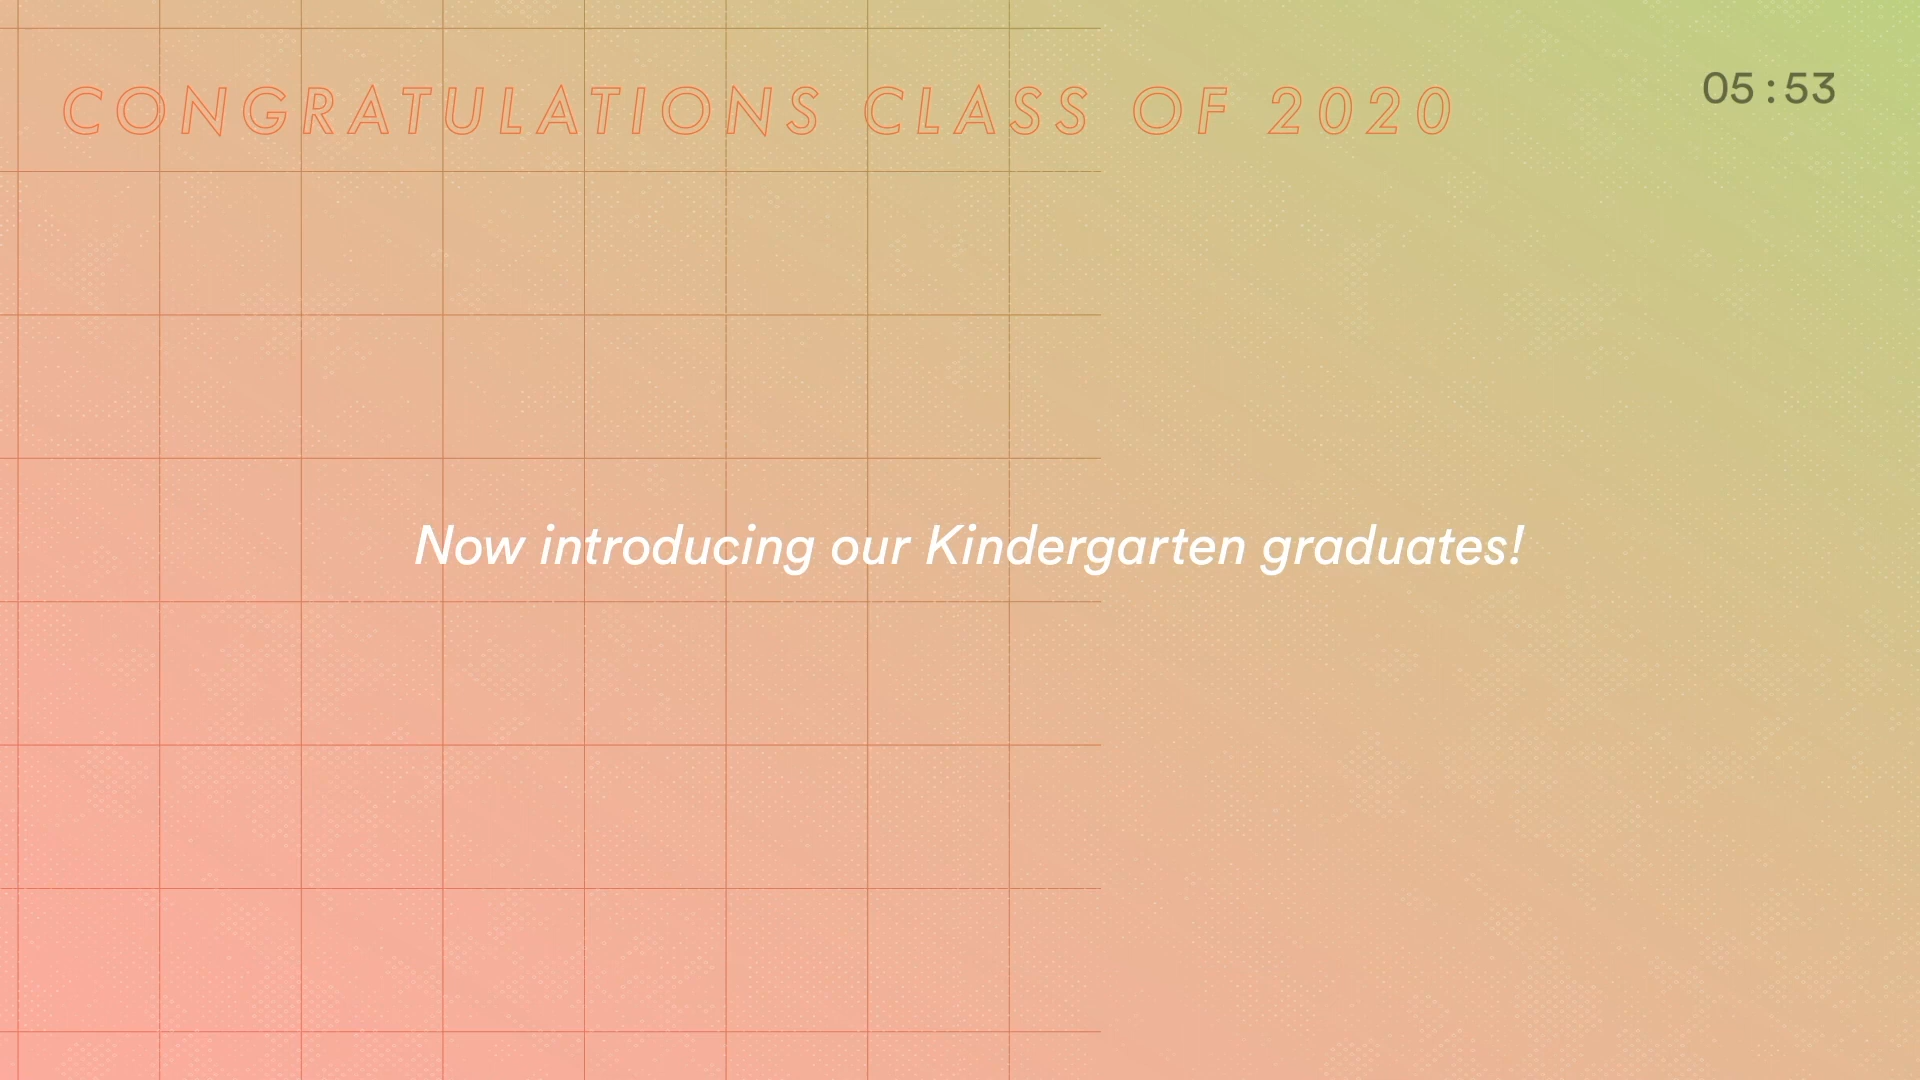 CONGRATULATIONS CLASS OF 2020
05:53
Now introducing our Kindergarten graduates!